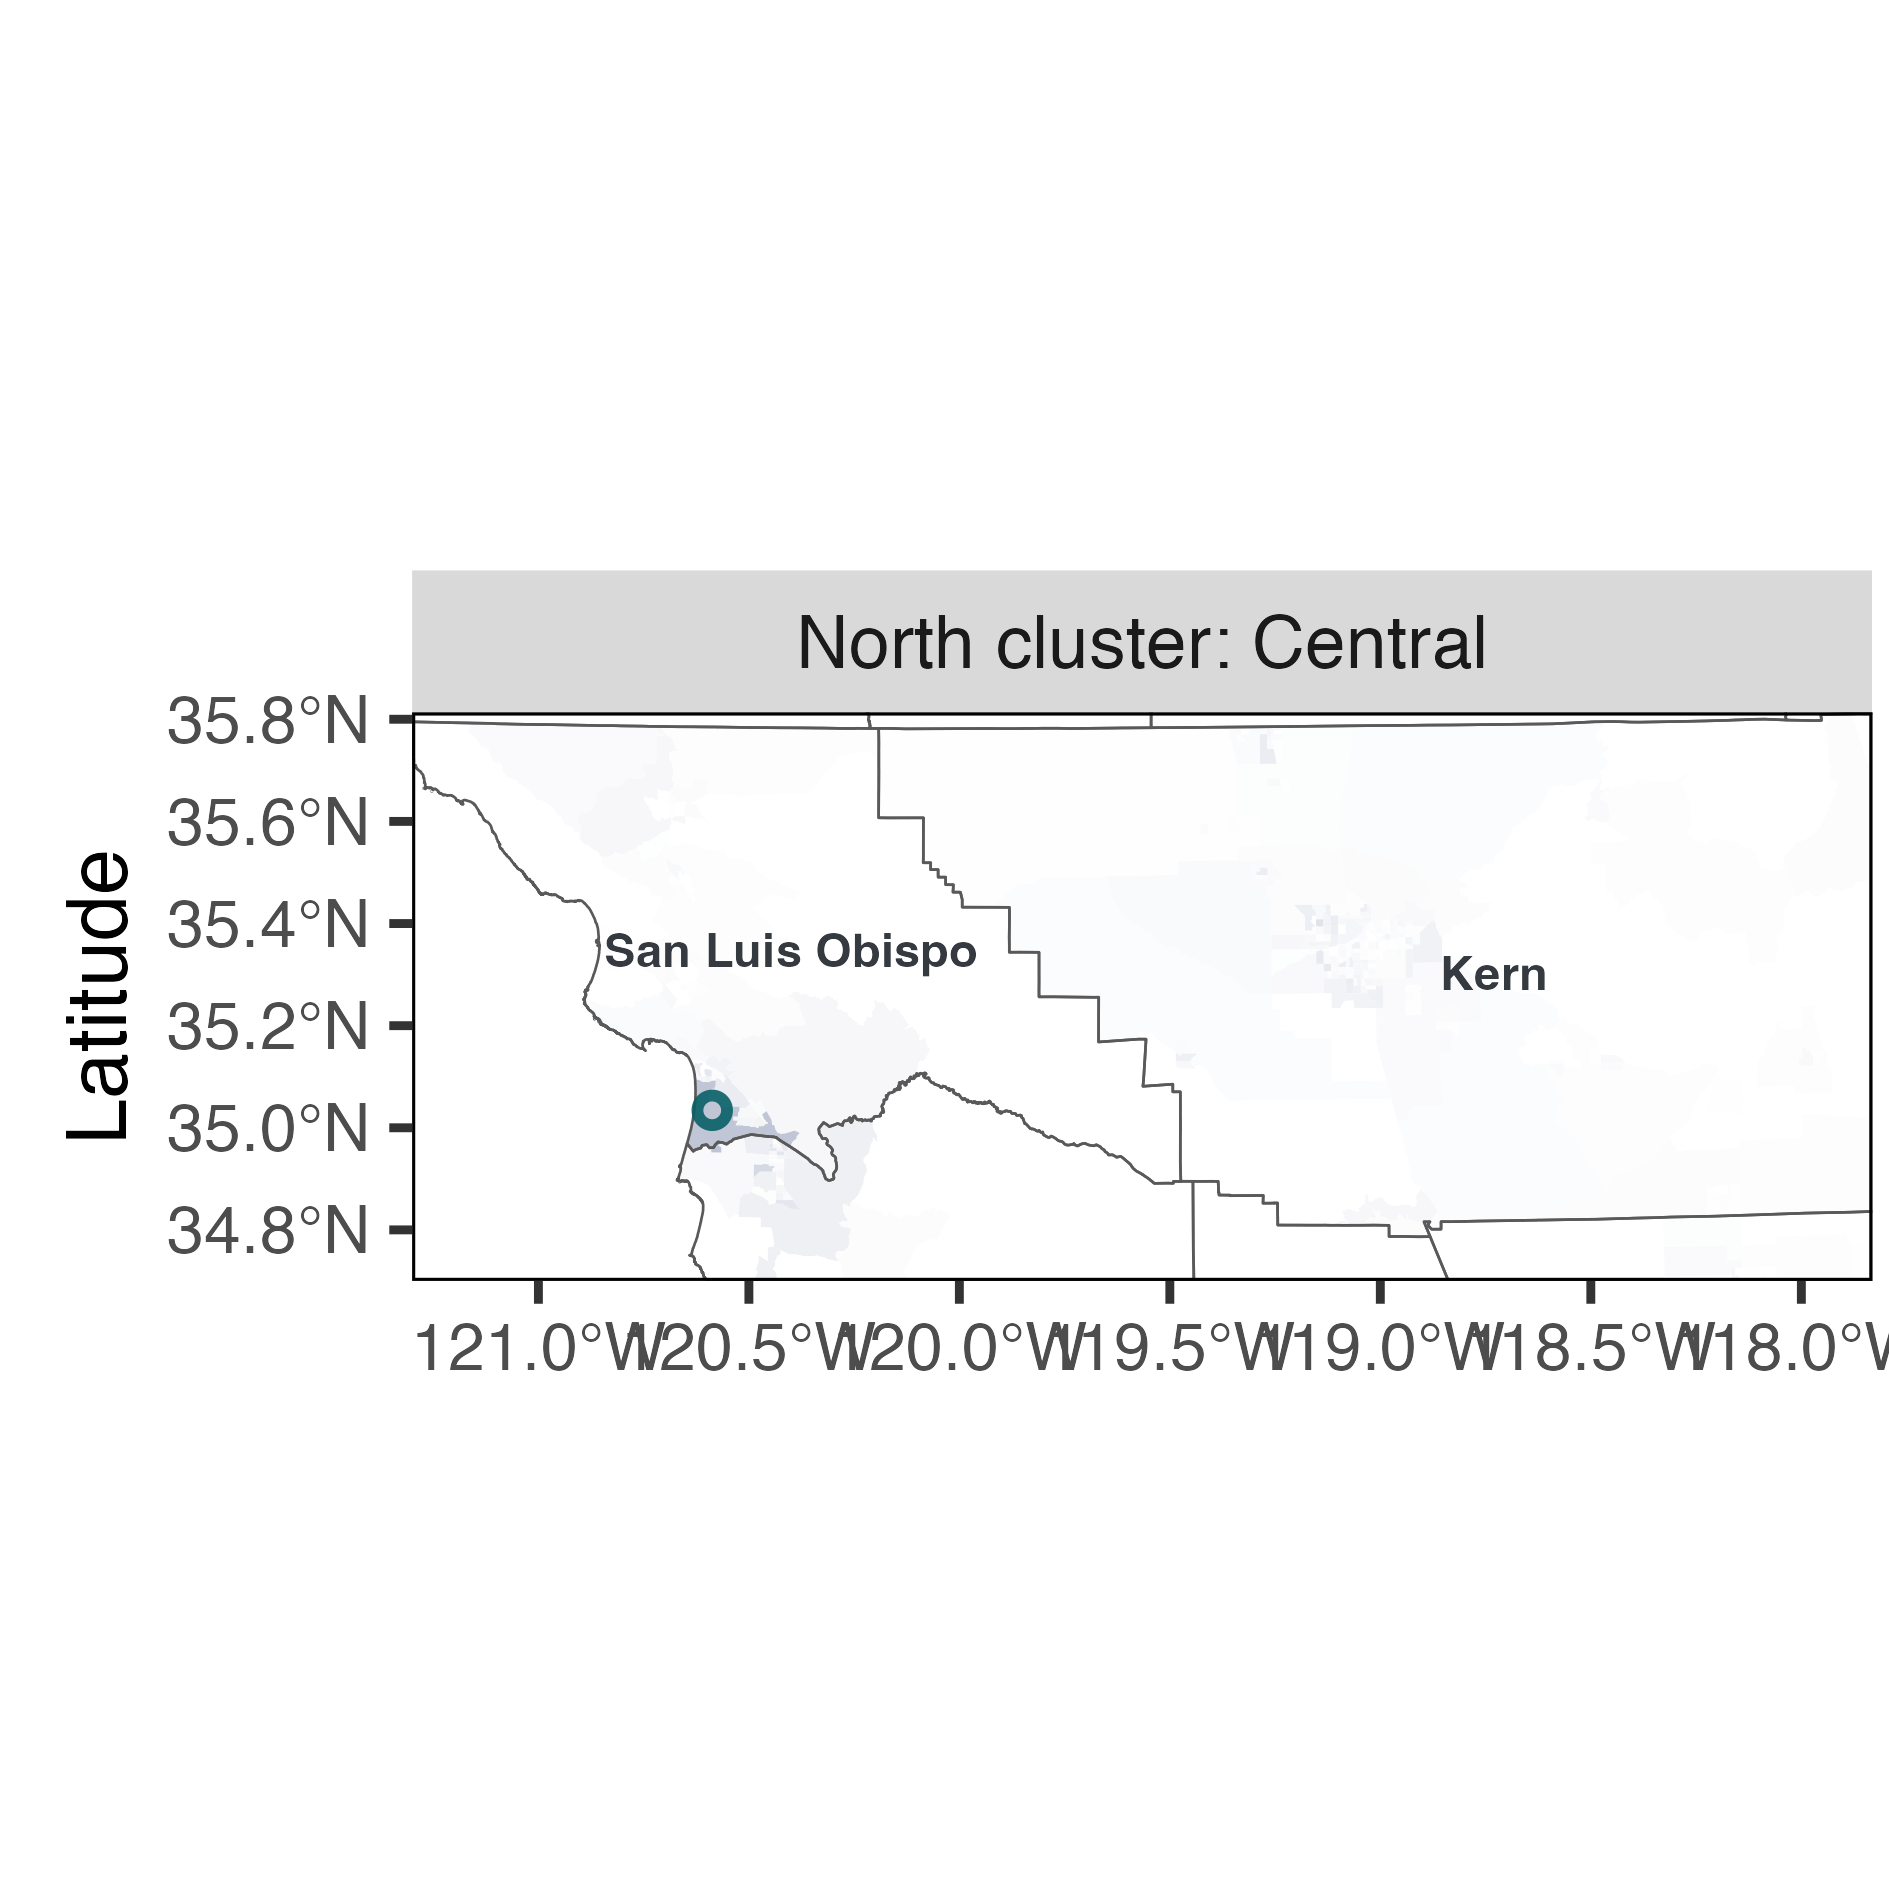 North cluster: Central
35.8°N
35.6°N
35.4°N
35.2°N
35.0°N
34.8°N
Latitude
San Luis Obispo
Kern
121.0°W 120.5°W 120.0°W 119.5°W 119.0°W 118.5°W 118.0°W